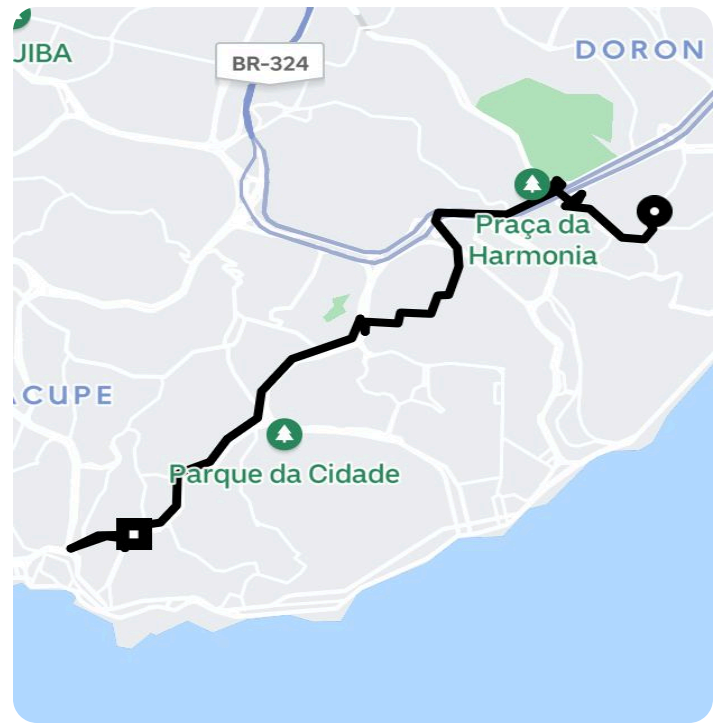 BR-324
DORON
JIBA
Praça da
Harmonia
CUPE
Parque da Cidade